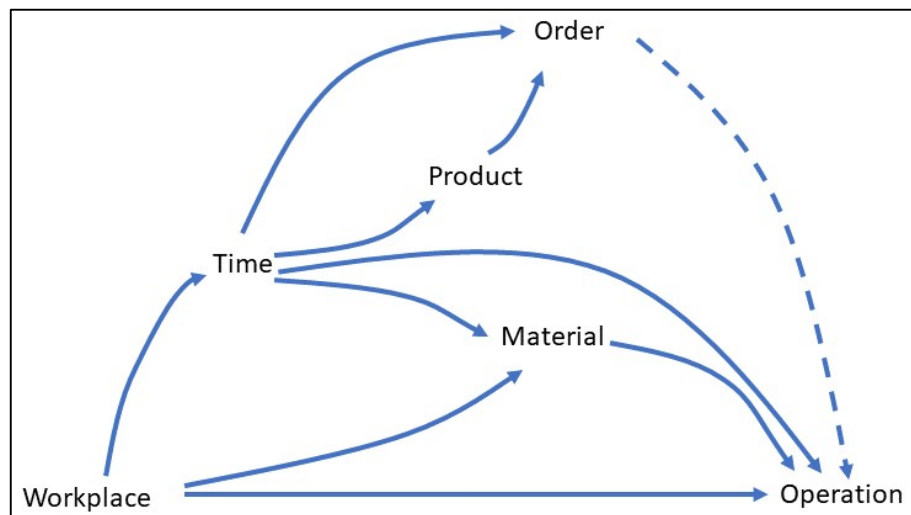 Order
Product
Time
Material
Workplace
Operation